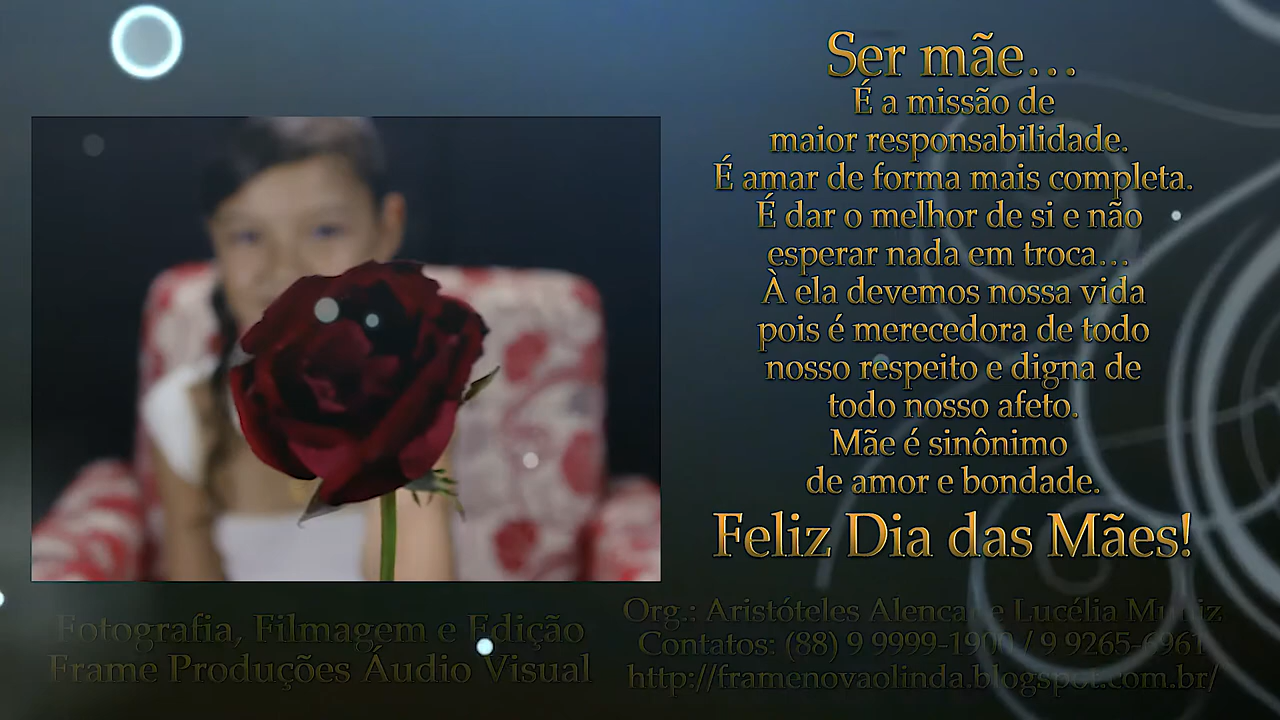 Ser mãe...
É a missão de
maior responsabilidade.
É amar de forma mais completa.
É dar o melhor de si e não
esperar nada em troca...
À ela devemos nossa vida
pois é merecedora de todo
nosso respeito e digna de
todo nosso afeto.
Mãe é sinônimo
de amor e bondade.
Feliz Dia das Mães!
Fotografia, Filmagem e Edição
Frame Produções Áudio Visual
Org.: Aristóteles Alencar e Lucélia Muniz
Contatos: (88) 9 9999-1900 / 9 9265-6961
http://framenovaolinda.blogspot.com.br/